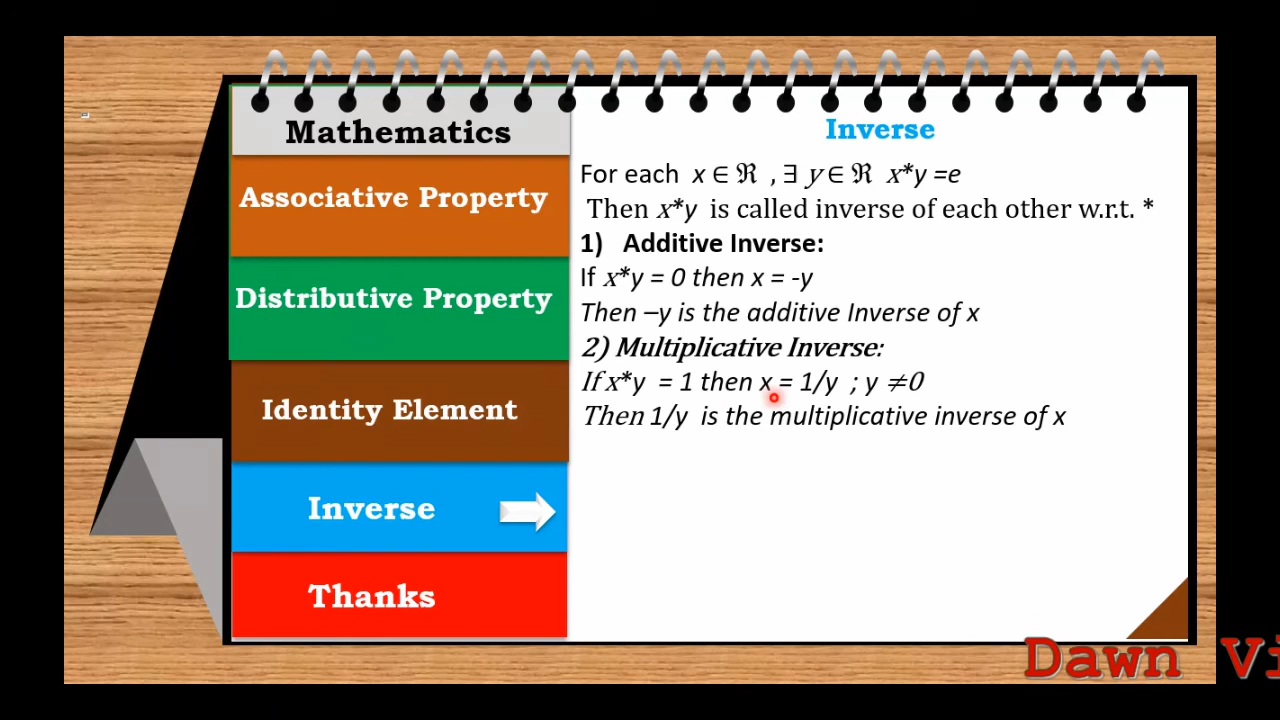 Mathematics
Associative Property
Distributive Property
Identity Element
Inverse
Thanks
Inverse
For each x ∈ ℜ , ∃ y ∈ ℜ x*y =e
Then x*y is called inverse of each other w.r.t. *
1) Additive Inverse:
If x*y = 0 then x = -y
Then –y is the additive Inverse of x
2) Multiplicative Inverse:
If x*y = 1 then x = 1/y ; y ≠0
Then 1/y is the multiplicative inverse of x
Dawn Vi